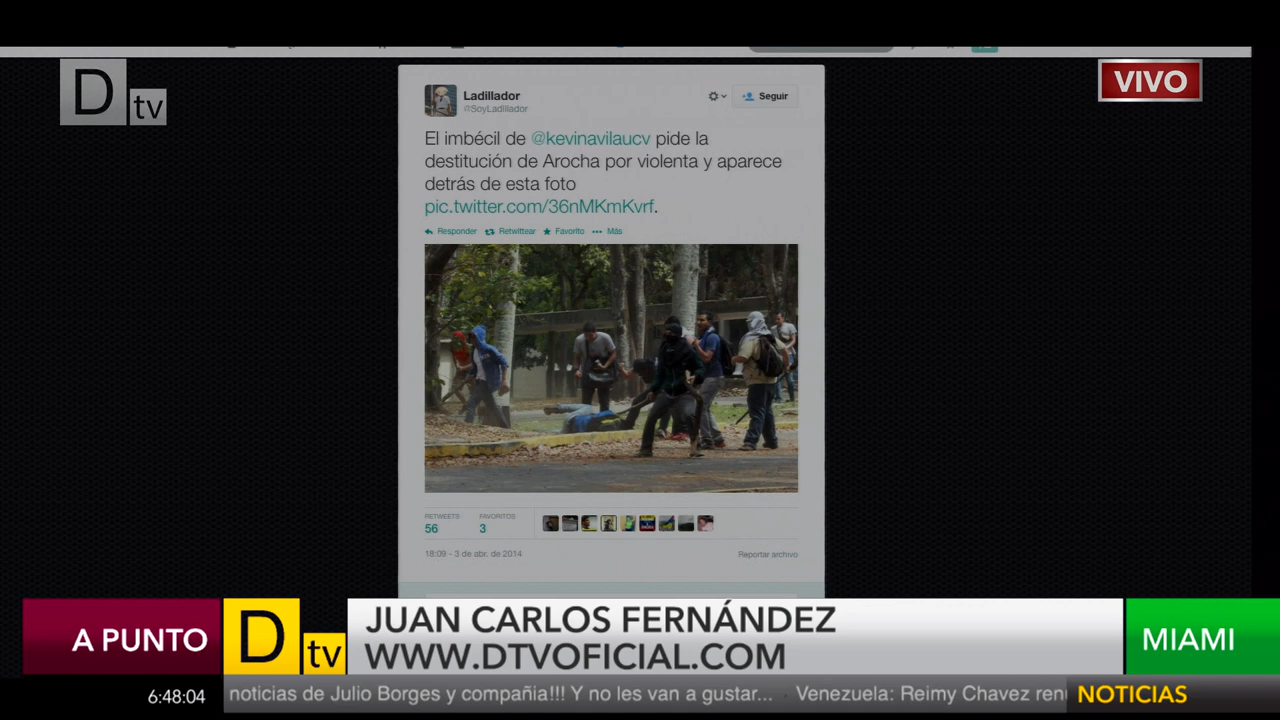 D tv
VIVO
Ladillador
@SoyLadillador
Seguir
El imbécil de @kevinavilaucv pide la
destitución de Arocha por violenta y aparece
detrás de esta foto
pic.twitter.com/36nMKmKvrf.
Responder Retwittear Favorito Más
RETWEETS FAVORITOS
56 3
18:09 - 3 de abr. de 2014 Reportar archivo
A PUNTO
D tv
JUAN CARLOS FERNÁNDEZ
WWW.DTVOFICIAL.COM
MIAMI
6:48:04
noticias de Julio Borges y compañia!!! Y no les van a gustar... - Venezuela: Reimy Chavez ren
NOTICIAS